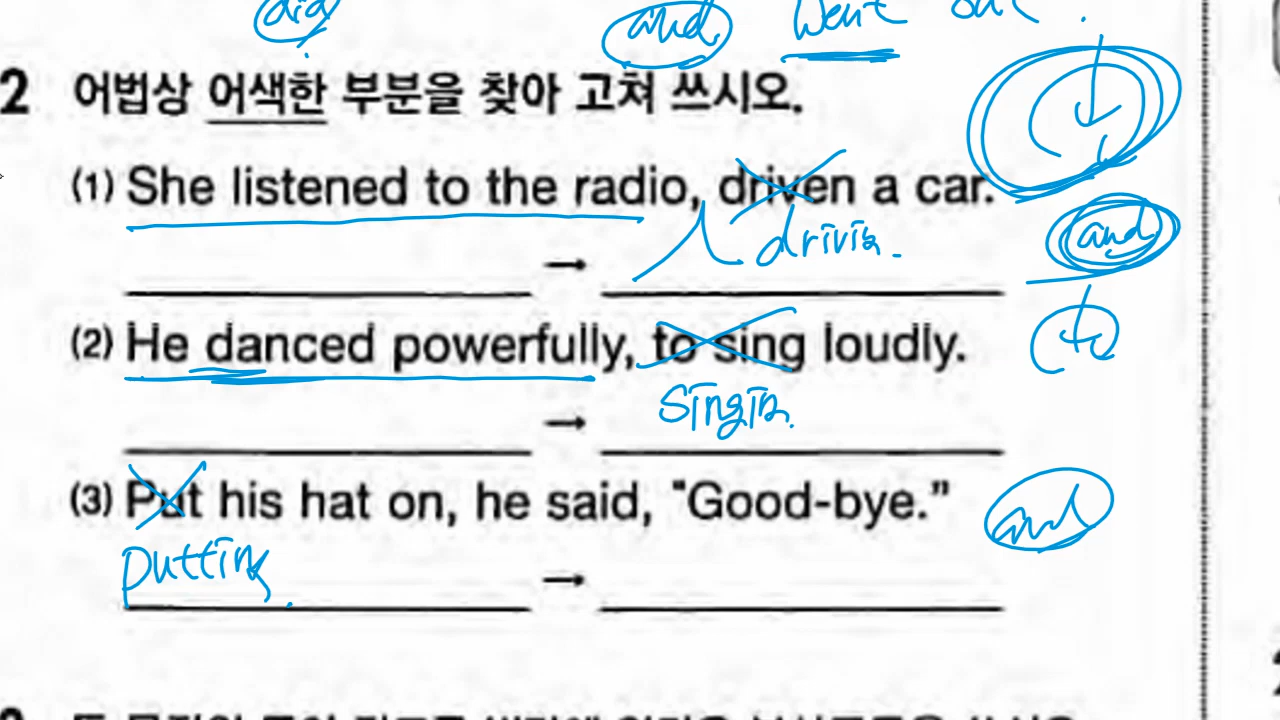 did and went out.
2 어법상 어색한 부분을 찾아 고쳐 쓰시오.
(1) She listened to the radio, driven a car.
→ driving. and
(2) He danced powerfully, to sing loudly.
→ singing.
(3) Put his hat on, he said, "Good-bye." and
putting. →